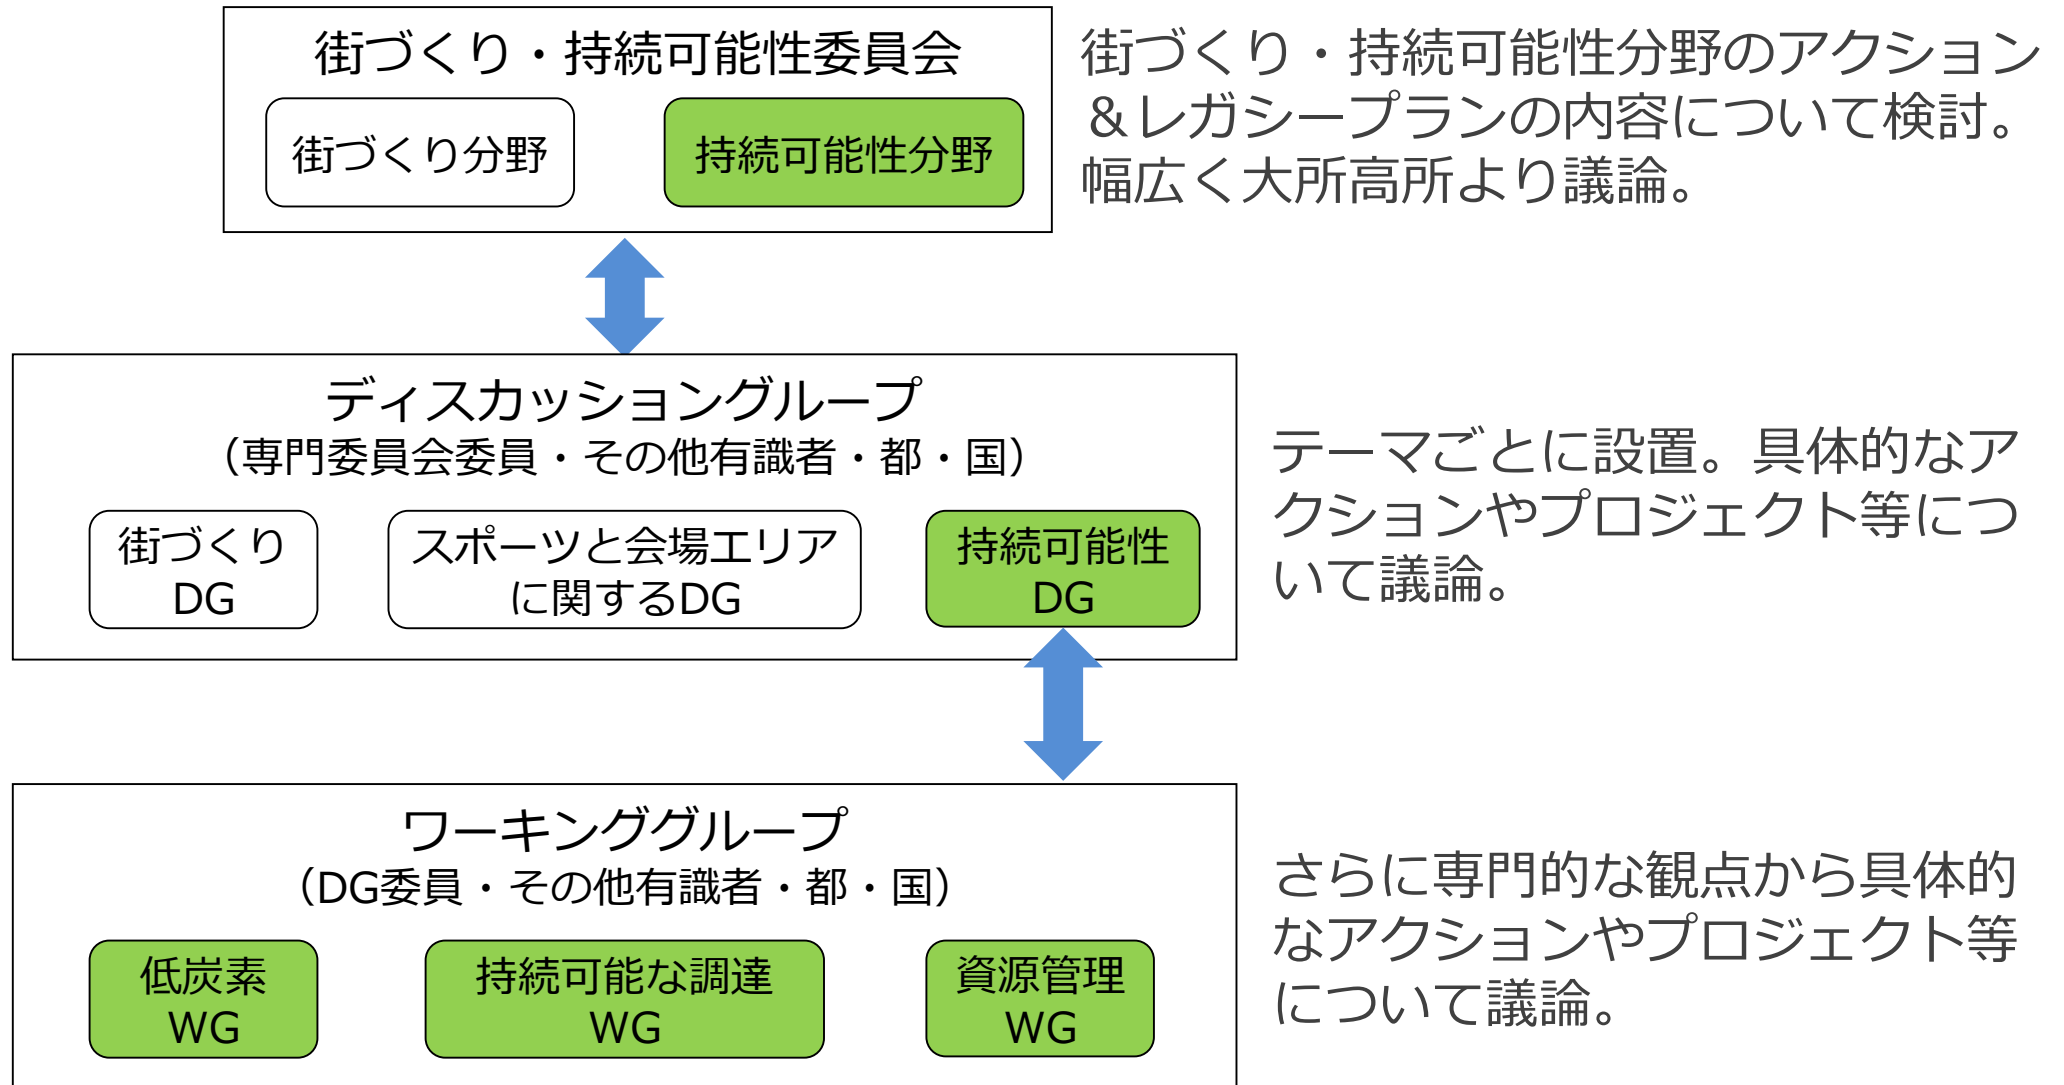 街づくり・持続可能性委員会
街づくり分野
持続可能性分野
街づくり・持続可能性分野のアクション
&レガシープランの内容について検討。
幅広く大所高所より議論。
ディスカッショングループ
（専門委員会委員・その他有識者・都・国）
街づくり
DG
スポーツと会場エリア
に関するDG
持続可能性
DG
テーマごとに設置。具体的なア
クションやプロジェクト等につ
いて議論。
ワーキンググループ
（DG委員・その他有識者・都・国）
低炭素
WG
持続可能な調達
WG
資源管理
WG
さらに専門的な観点から具体的
なアクションやプロジェクト等
について議論。